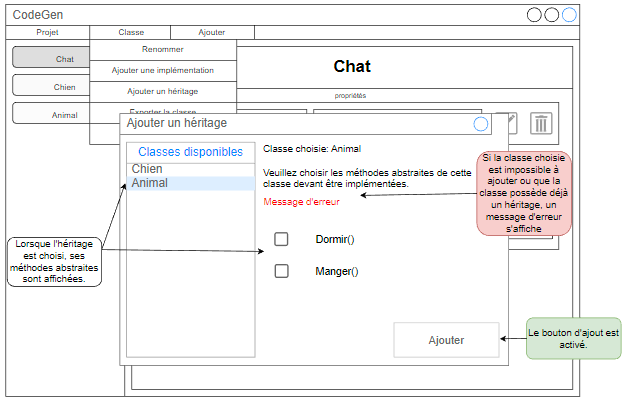 CodeGen
Projet
Classe
Ajouter
Chat
Chien
Animal
Renommer
Ajouter une implémentation
Ajouter un héritage
Exporter la classe
Chat
propriétés
Ajouter un héritage
Classes disponibles
Chien
Animal
Classe choisie: Animal
Veuillez choisir les méthodes abstraites de cette
classe devant être implémentées.
Message d'erreur
Dormir()
Manger()
Ajouter
Si la classe choisie
est impossible à
ajouter ou que la
classe possède déjà
un héritage, un
message d'erreur
s'affiche
Lorsque l'héritage
est choisi, ses
méthodes abstraites
sont affichées.
Le bouton d'ajout est
activé.